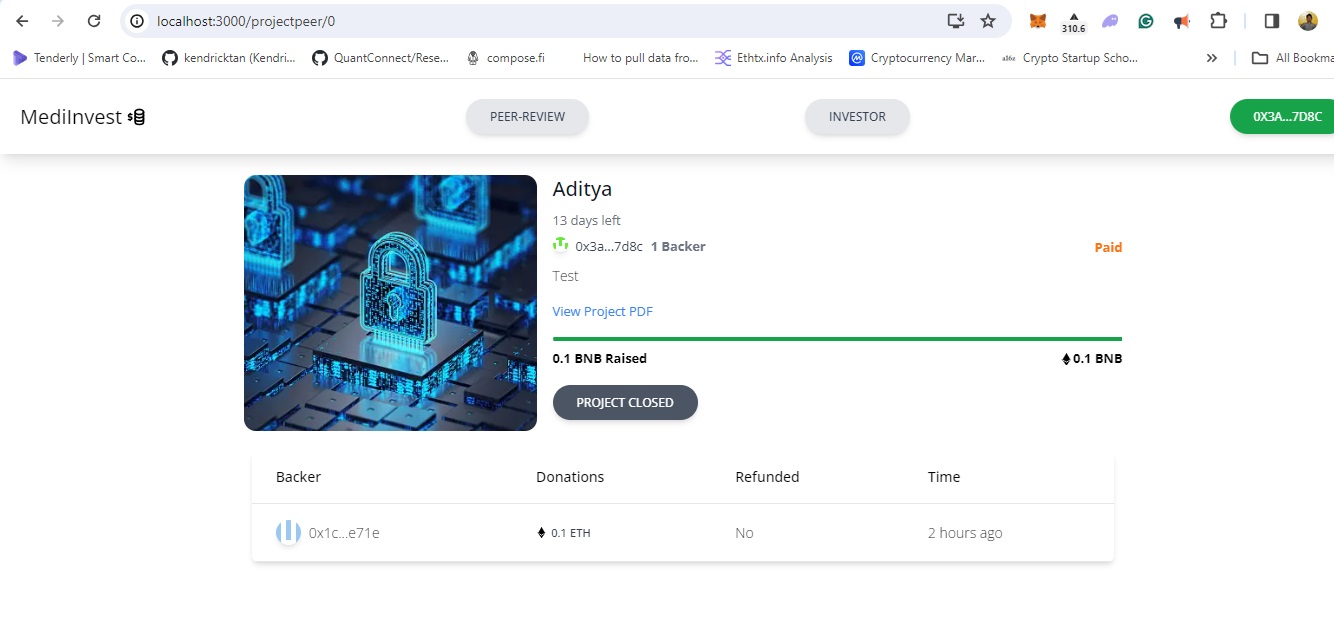 localhost:3000/projectpeer/0
310.6
Tenderly | Smart Co... kendricktan (Kendri... QuantConnect/Rese... compose.fi How to pull data fro... Ethtx.info Analysis Cryptocurrency Mar... a16z Crypto Startup Scho... » All Bookma
MediInvest PEER-REVIEW INVESTOR 0X3A...7D8C
Aditya
13 days left
0x3a...7d8c 1 Backer Paid
Test
View Project PDF
0.1 BNB Raised 0.1 BNB
PROJECT CLOSED
Backer Donations Refunded Time
0x1c...e71e 0.1 ETH No 2 hours ago